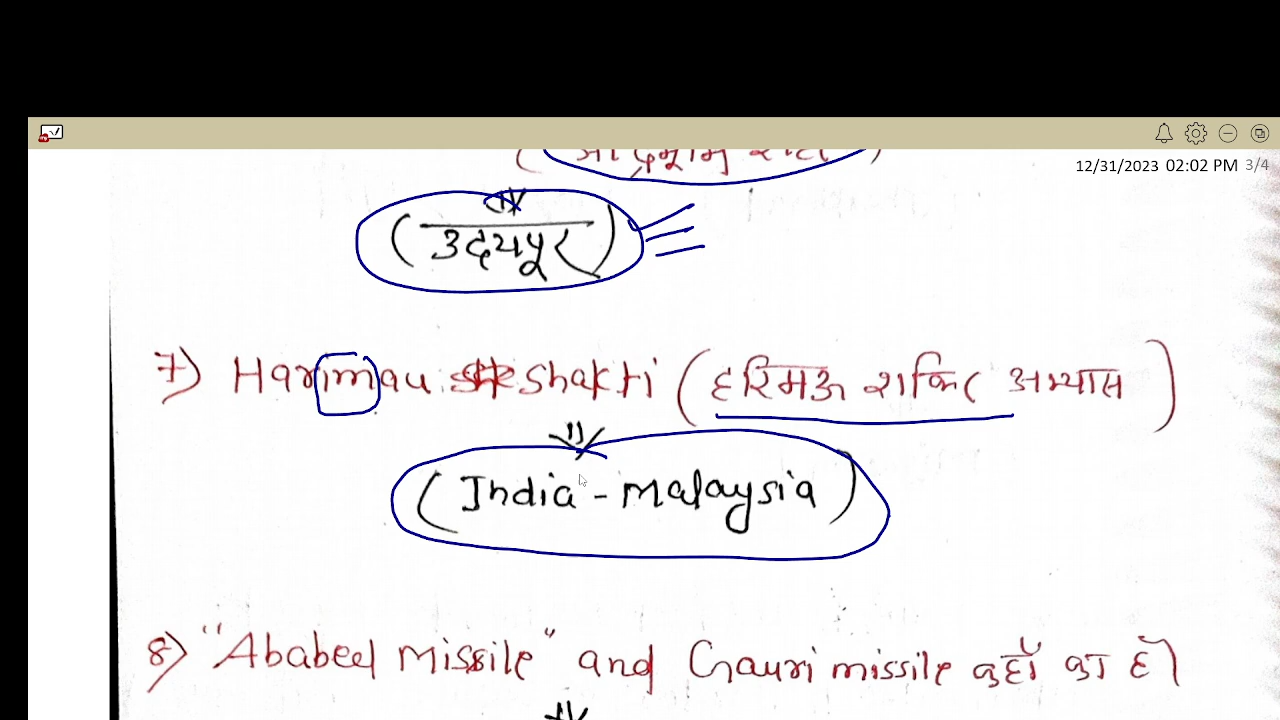 12/31/2023 02:02 PM 3/4
(उदयपूर)
7) Harimau Shakti (हरिमऊ शक्ति अभ्यास)
(India - Malaysia)
8) "Ababeel Missile" and Gauri missile कहाँ का है